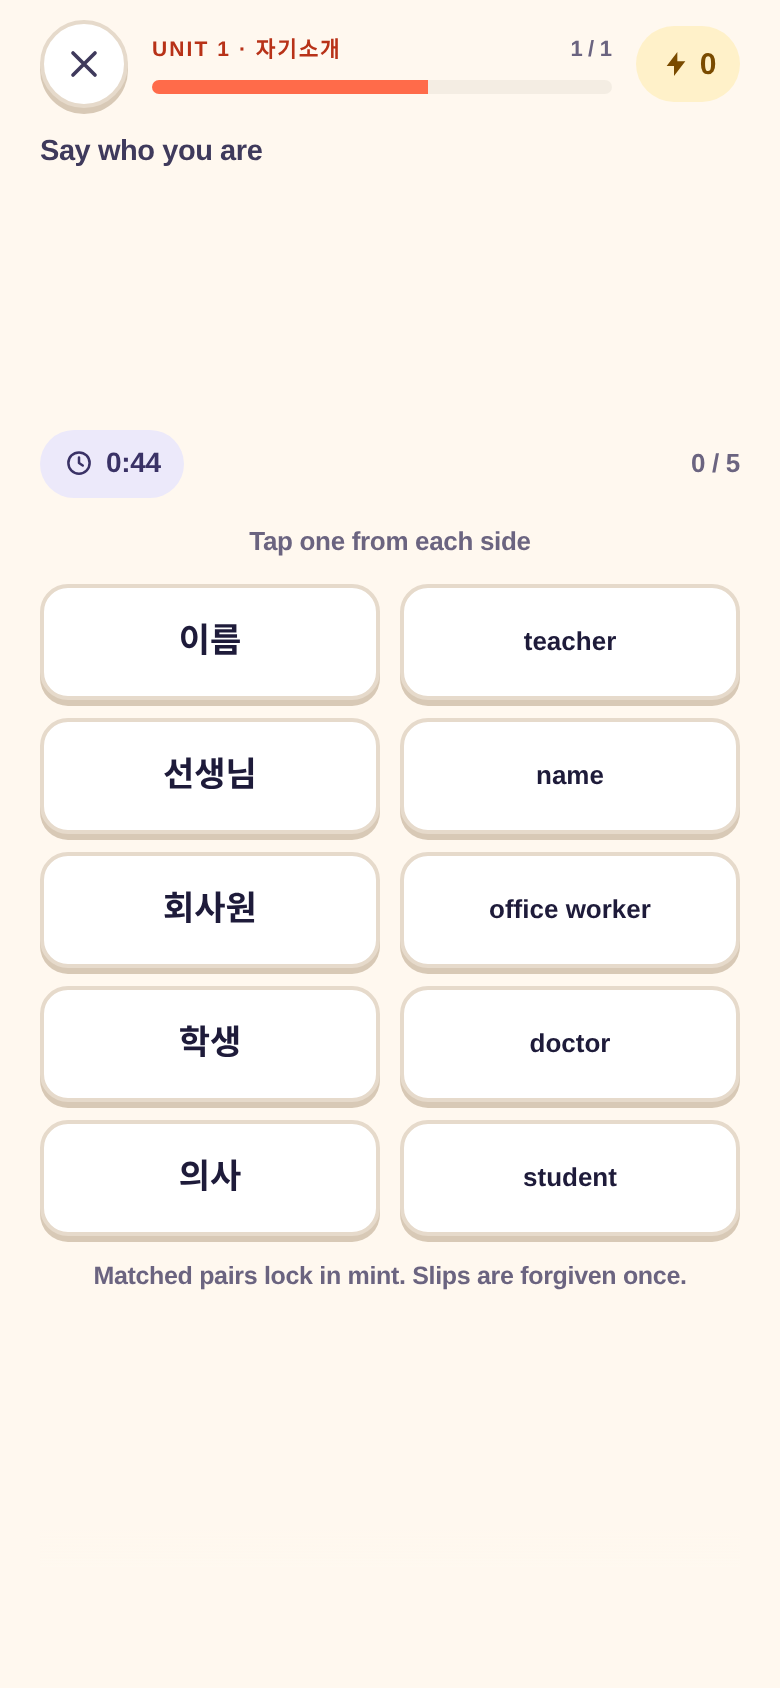 UNIT 1 · 자기소개
1 / 1
0
Say who you are
0:44
0 / 5
Tap one from each side
이름
teacher
선생님
name
회사원
office worker
학생
doctor
의사
student
Matched pairs lock in mint. Slips are forgiven once.